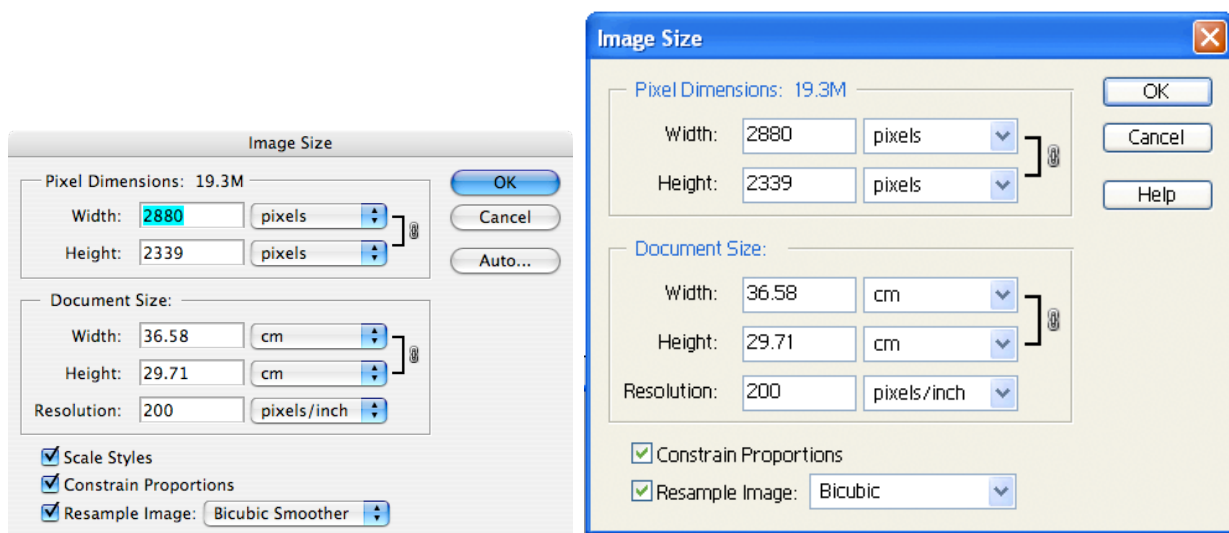 Image Size
Pixel Dimensions: 19.3M
Width: 2880 pixels
Height: 2339 pixels
Document Size:
Width: 36.58 cm
Height: 29.71 cm
Resolution: 200 pixels/inch
Scale Styles
Constrain Proportions
Resample Image: Bicubic Smoother
OK
Cancel
Auto...
Image Size
Pixel Dimensions: 19.3M
Width: 2880 pixels
Height: 2339 pixels
Document Size:
Width: 36.58 cm
Height: 29.71 cm
Resolution: 200 pixels/inch
Constrain Proportions
Resample Image: Bicubic
OK
Cancel
Help